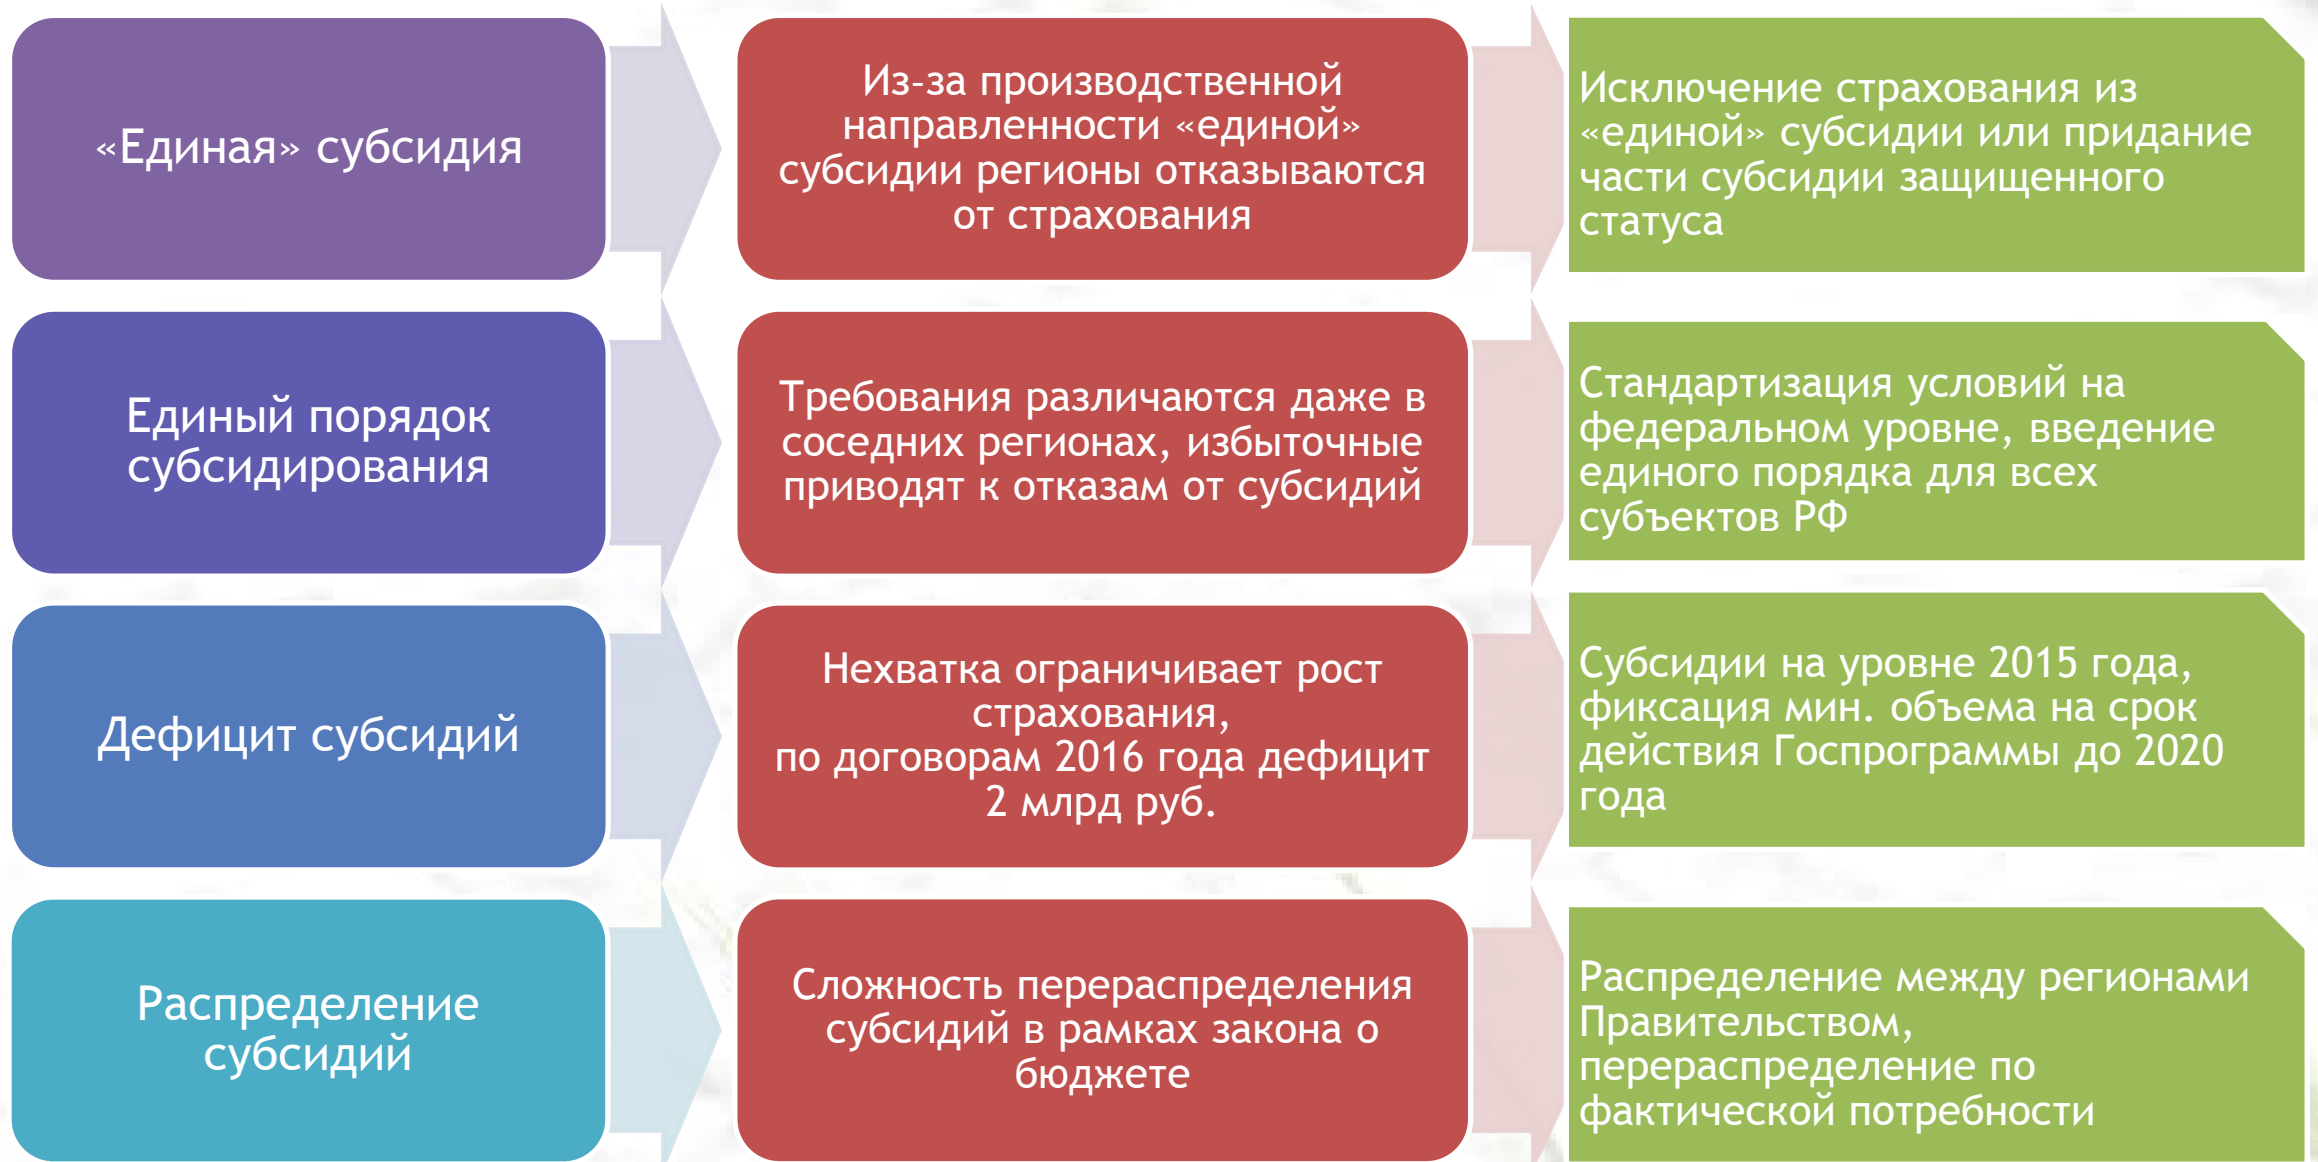 «Единая» субсидия
Из-за производственной
направленности «единой»
субсидии регионы отказываются
от страхования
Исключение страхования из
«единой» субсидии или придание
части субсидии защищенного
статуса
Единый порядок
субсидирования
Требования различаются даже в
соседних регионах, избыточные
приводят к отказам от субсидий
Стандартизация условий на
федеральном уровне, введение
единого порядка для всех
субъектов РФ
Дефицит субсидий
Нехватка ограничивает рост
страхования,
по договорам 2016 года дефицит
2 млрд руб.
Субсидии на уровне 2015 года,
фиксация мин. объема на срок
действия Госпрограммы до 2020
года
Распределение
субсидий
Сложность перераспределения
субсидий в рамках закона о
бюджете
Распределение между регионами
Правительством,
перераспределение по
фактической потребности